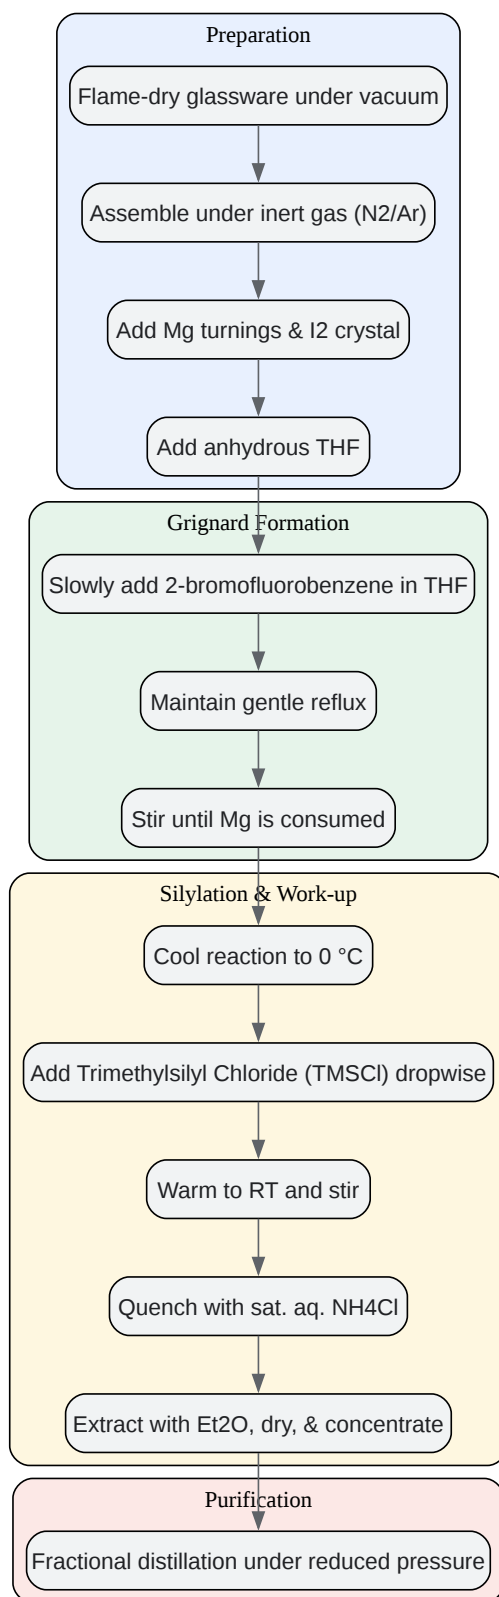 Preparation
Flame-dry glassware under vacuum
Assemble under inert gas (N2/Ar)
Add Mg turnings & I2 crystal
Add anhydrous THF
Grignard Formation
Slowly add 2-bromofluorobenzene in THF
Maintain gentle reflux
Stir until Mg is consumed
Silylation & Work-up
Cool reaction to 0 °C
Add Trimethylsilyl Chloride (TMSCl) dropwise
Warm to RT and stir
Quench with sat. aq. NH4Cl
Extract with Et2O, dry, & concentrate
Purification
Fractional distillation under reduced pressure